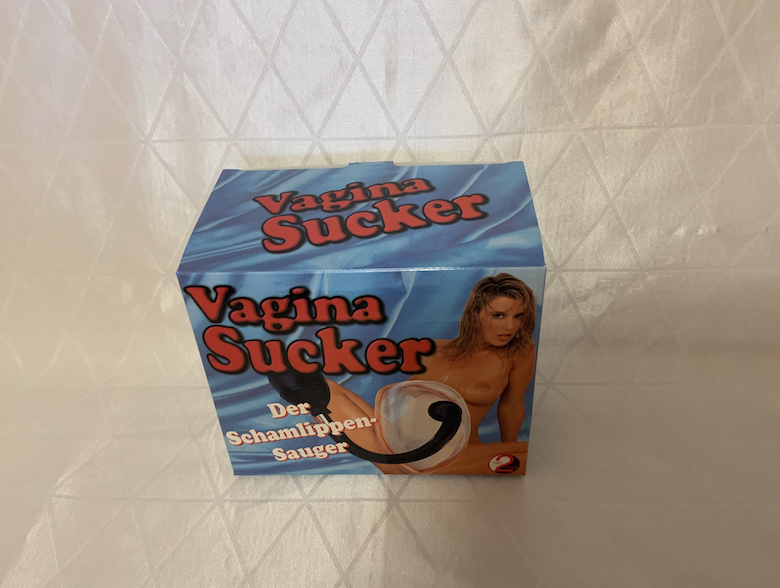 Vagina
Sucker
Vagina
Sucker
Der
Schamlippen-
Sauger